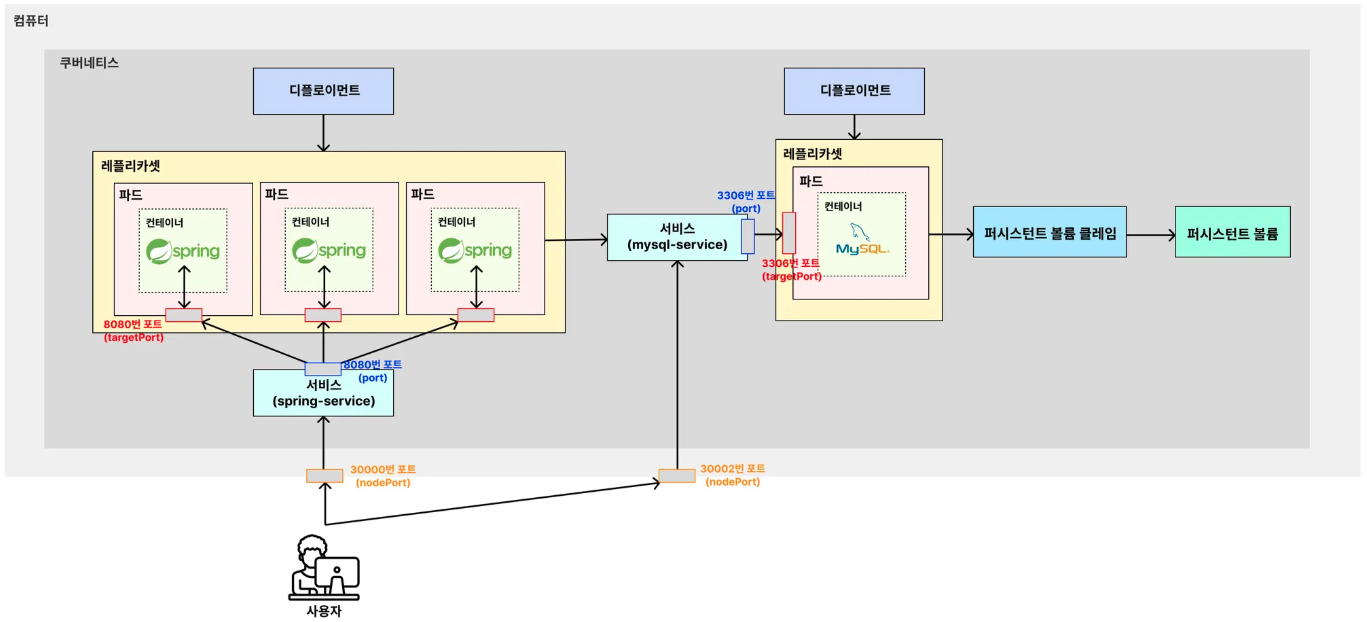 컴퓨터
쿠버네티스
디플로이먼트
디플로이먼트
레플리카셋
파드
컨테이너
spring
파드
컨테이너
spring
파드
컨테이너
spring
8080번 포트
(targetPort)
8080번 포트
(port)
서비스
(spring-service)
서비스
(mysql-service)
3306번 포트
(port)
레플리카셋
파드
컨테이너
MySQL
3306번 포트
(targetPort)
퍼시스턴트 볼륨 클레임
퍼시스턴트 볼륨
30000번 포트
(nodePort)
30002번 포트
(nodePort)
사용자